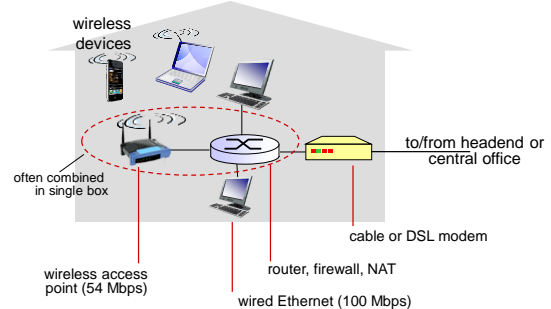 wireless
devices
to/from headend or
central office
often combined
in single box
cable or DSL modem
wireless access
point (54 Mbps)
router, firewall, NAT
wired Ethernet (100 Mbps)